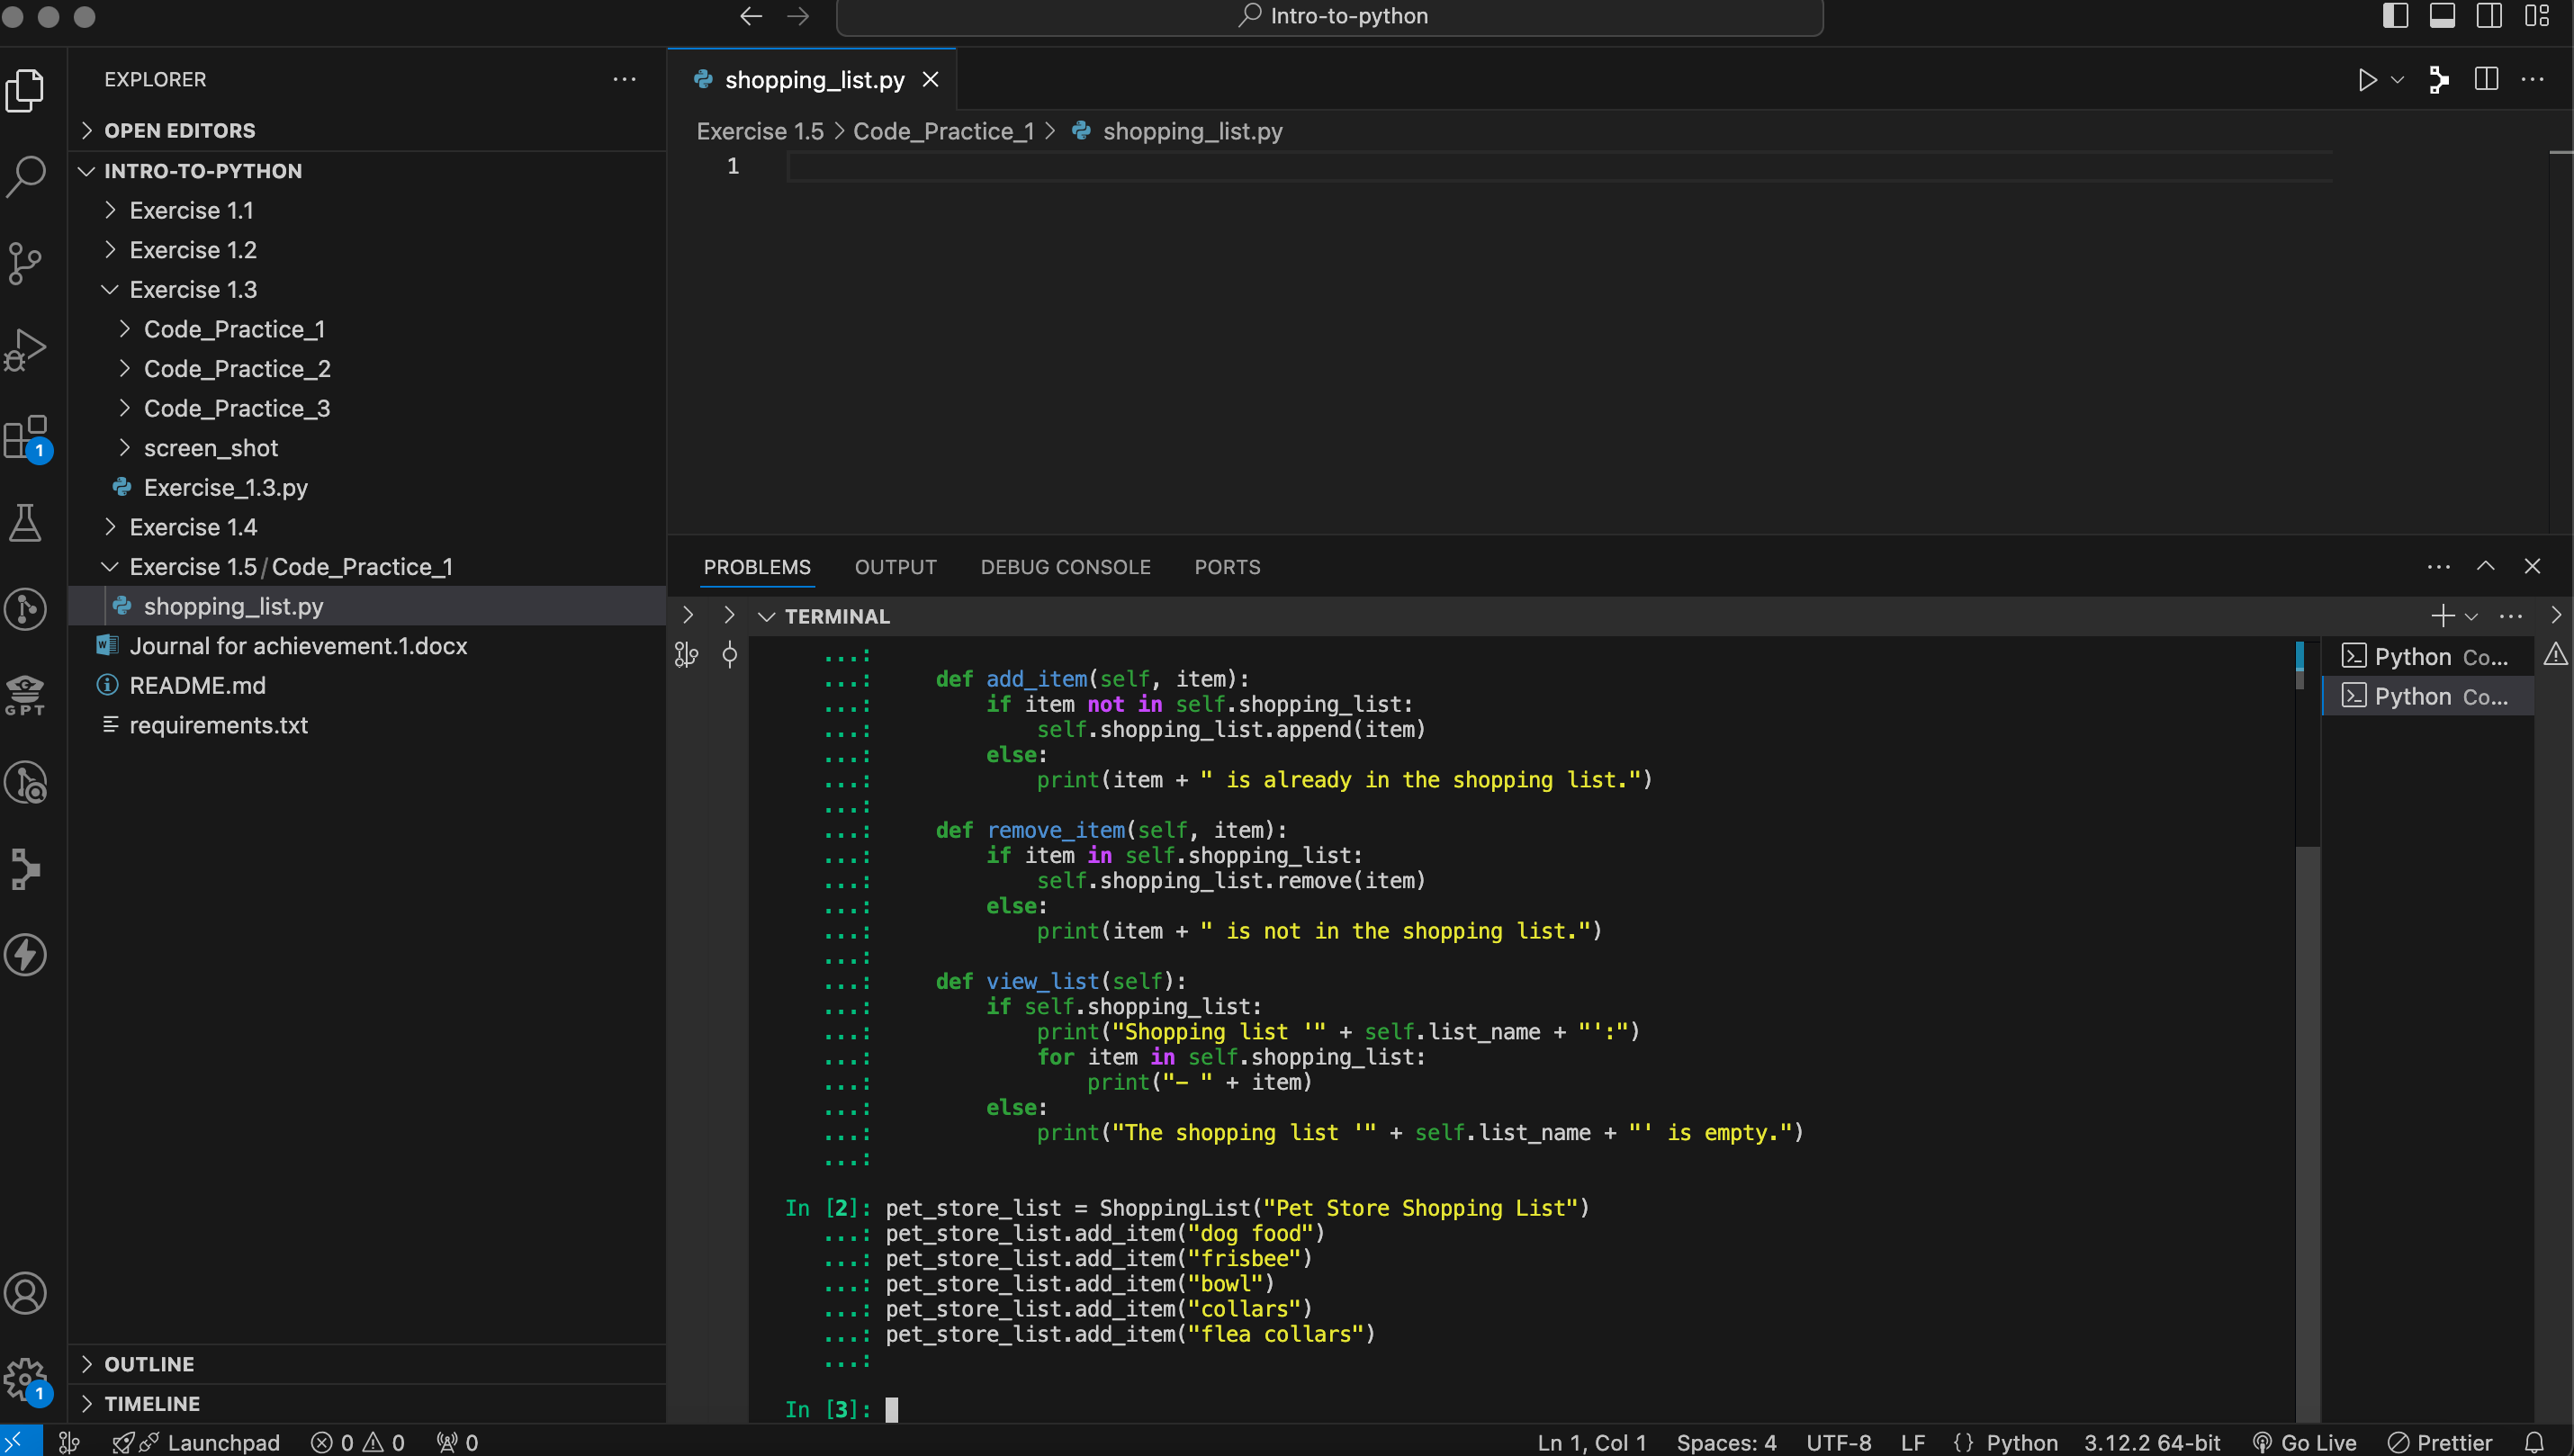 Intro-to-python
EXPLORER
OPEN EDITORS
INTRO-TO-PYTHON
Exercise 1.1
Exercise 1.2
Exercise 1.3
Code_Practice_1
Code_Practice_2
Code_Practice_3
screen_shot
Exercise_1.3.py
Exercise 1.4
Exercise 1.5 / Code_Practice_1
shopping_list.py
Journal for achievement.1.docx
README.md
requirements.txt
OUTLINE
TIMELINE
1
GPT
1
shopping_list.py
Exercise 1.5 > Code_Practice_1 > shopping_list.py
1
PROBLEMS OUTPUT DEBUG CONSOLE PORTS
TERMINAL
...:
...:     def add_item(self, item):
...:         if item not in self.shopping_list:
...:             self.shopping_list.append(item)
...:         else:
...:             print(item + " is already in the shopping list.")
...:
...:     def remove_item(self, item):
...:         if item in self.shopping_list:
...:             self.shopping_list.remove(item)
...:         else:
...:             print(item + " is not in the shopping list.")
...:
...:     def view_list(self):
...:         if self.shopping_list:
...:             print("Shopping list '" + self.list_name + "':")
...:             for item in self.shopping_list:
...:                 print("- " + item)
...:         else:
...:             print("The shopping list '" + self.list_name + "' is empty.")
...:
In [2]: pet_store_list = ShoppingList("Pet Store Shopping List")
...: pet_store_list.add_item("dog food")
...: pet_store_list.add_item("frisbee")
...: pet_store_list.add_item("bowl")
...: pet_store_list.add_item("collars")
...: pet_store_list.add_item("flea collars")
...:
In [3]:
Python Co...
Python Co...
Launchpad 0 0 0 Ln 1, Col 1 Spaces: 4 UTF-8 LF {} Python 3.12.2 64-bit Go Live Prettier